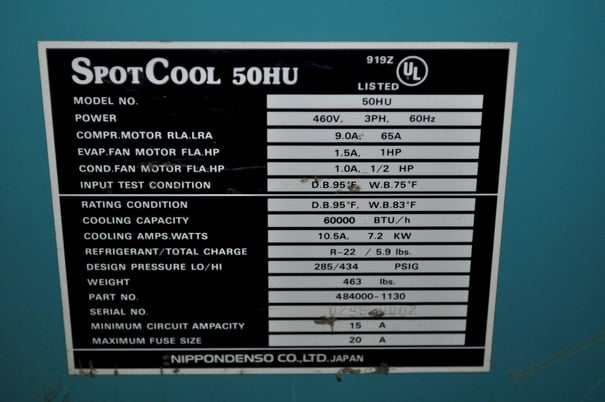 919Z
SPOTCOOL 50HU UL
LISTED
MODEL NO. 50HU
POWER 460V, 3PH, 60Hz
COMPR.MOTOR RLA.LRA 9.0A, 65A
EVAP.FAN MOTOR FLA.HP 1.5A, 1HP
COND.FAN MOTOR FLA.HP 1.0A, 1/2 HP
INPUT TEST CONDITION D.B.95°F, W.B.75°F
RATING CONDITION D.B.95°F, W.B.83°F
COOLING CAPACITY 60000 BTU/h
COOLING AMPS.WATTS 10.5A, 7.2 KW
REFRIGERANT/TOTAL CHARGE R-22 / 5.9 lbs.
DESIGN PRESSURE LO/HI 285/434 PSIG
WEIGHT 463 lbs.
PART NO. 484000-1130
SERIAL NO.
MINIMUM CIRCUIT AMPACITY 15 A
MAXIMUM FUSE SIZE 20 A
NIPPONDENSO CO.,LTD.JAPAN